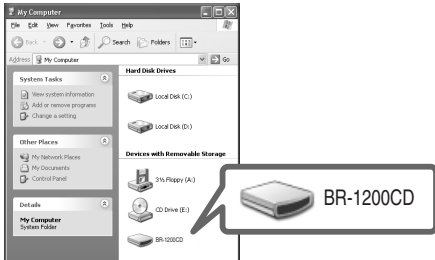 My Computer
File Edit View Favorites Tools Help
Back Search Folders
Address My Computer Go
System Tasks
View system information
Add or remove programs
Change a setting
Other Places
My Network Places
My Documents
Control Panel
Details
My Computer
System Folder
Hard Disk Drives
Local Disk (C:)
Local Disk (D:)
Devices with Removable Storage
3½ Floppy (A:)
CD Drive (E:)
BR-1200CD
BR-1200CD